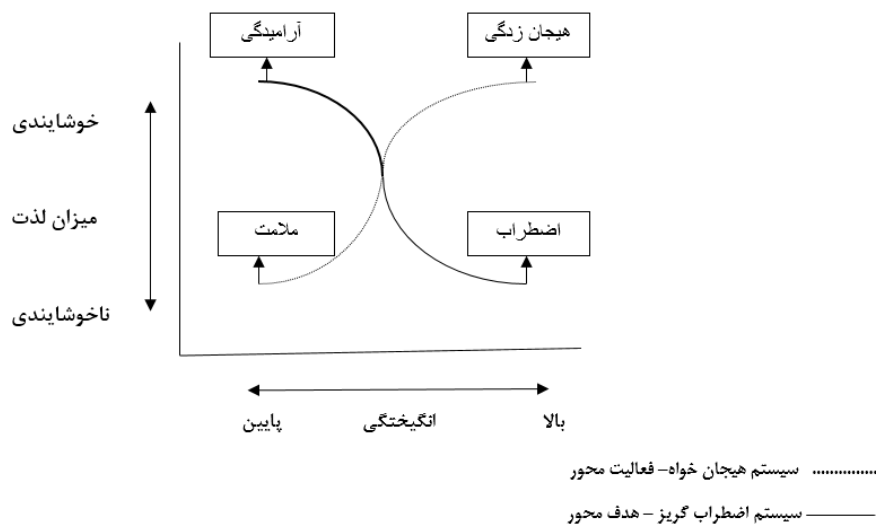 هیجان زدگی
آرامیدگی
خوشایندی
میزان لذت
ناخوشایندی
اضطراب
ملامت
بالا
انگیختگی
پایین
سیستم هیجان خواه– فعالیت محور
سیستم اضطراب گریز – هدف محور